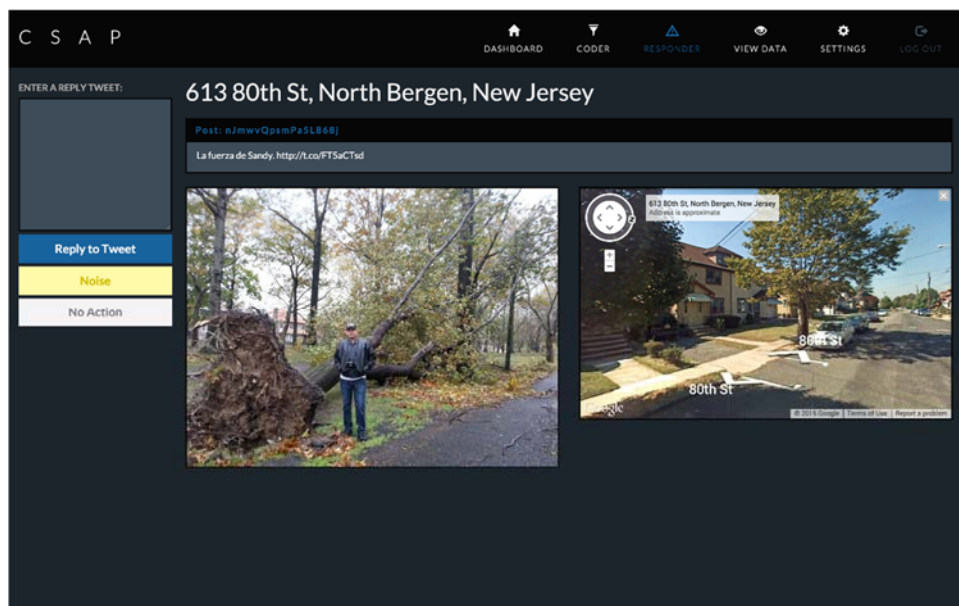 C S A P
DASHBOARD
CODER
RESPONDER
VIEW DATA
SETTINGS
LOG OUT
ENTER A REPLY TWEET:
Reply to Tweet
Noise
No Action
613 80th St, North Bergen, New Jersey
Post: nJmwvQpsmPa5L868j
La fuerza de Sandy. http://t.co/FT5aCTsd
613 80th St, North Bergen, New Jersey
Address is approximate
80th St
80th St
Google
© 2016 Google
Terms of Use
Report a problem